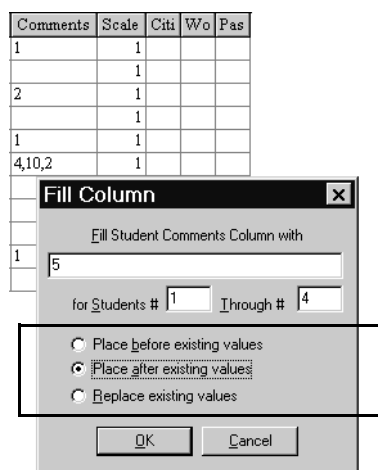 Comments Scale Citi Wo Pas
1 1
1
2 1
1
1 1
4,10,2 1
1
Fill Column
Fill Student Comments Column with
5
for Students # 1 Through # 4
Place before existing values
Place after existing values
Replace existing values
OK Cancel